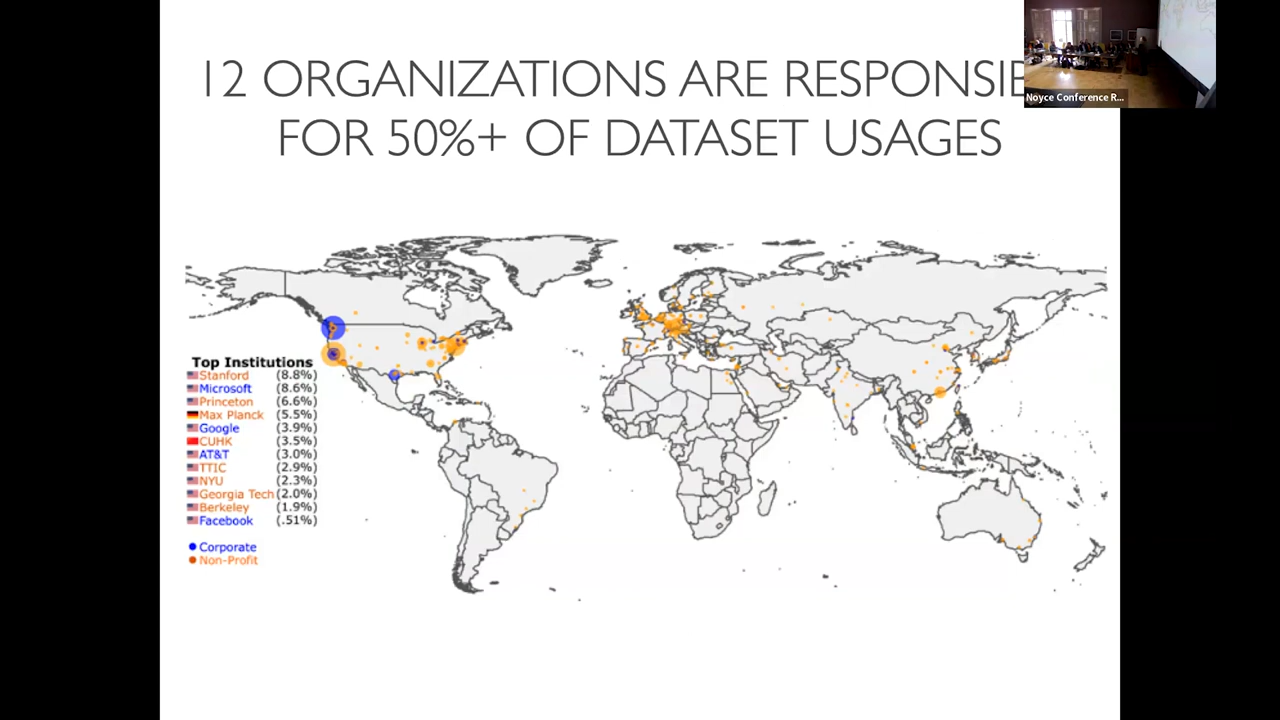 12 ORGANIZATIONS ARE RESPONSIB
FOR 50%+ OF DATASET USAGES
Noyce Conference R...
Top Institutions
Stanford (8.8%)
Microsoft (8.6%)
Princeton (6.6%)
Max Planck (5.5%)
Google (3.9%)
CUHK (3.5%)
AT&T (3.0%)
TTIC (2.9%)
NYU (2.3%)
Georgia Tech (2.0%)
Berkeley (1.9%)
Facebook (.51%)
Corporate
Non-Profit